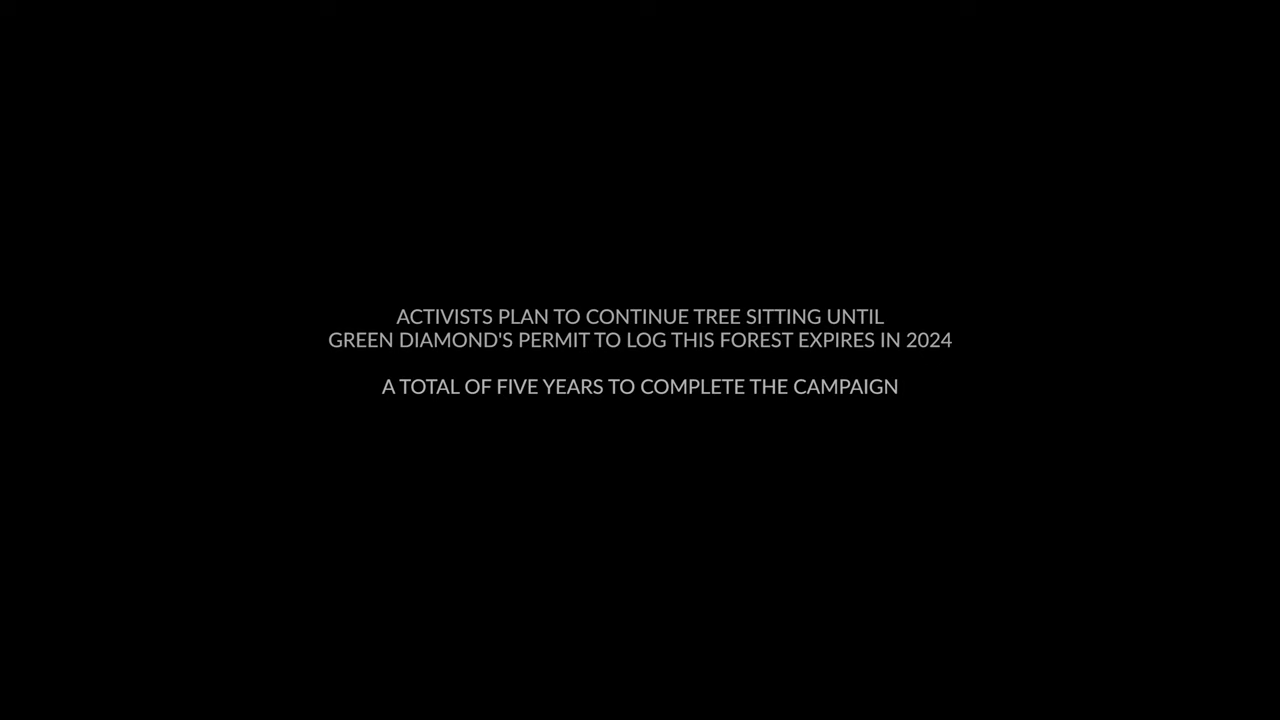 ACTIVISTS PLAN TO CONTINUE TREE SITTING UNTIL
GREEN DIAMOND'S PERMIT TO LOG THIS FOREST EXPIRES IN 2024
A TOTAL OF FIVE YEARS TO COMPLETE THE CAMPAIGN